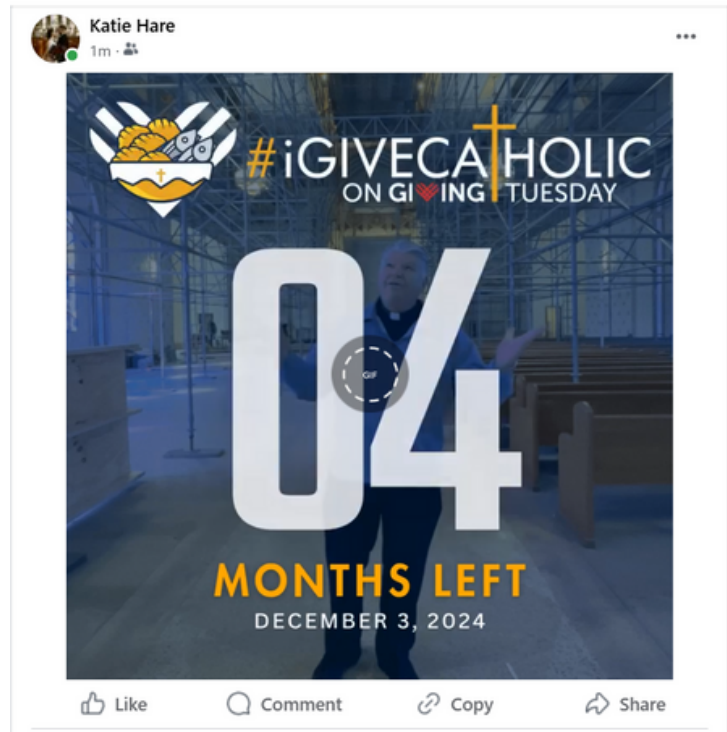 Katie Hare
1m ·
#iGIVECATHOLIC
ON GIVING TUESDAY
04
GIF
MONTHS LEFT
DECEMBER 3, 2024
Like Comment Copy Share